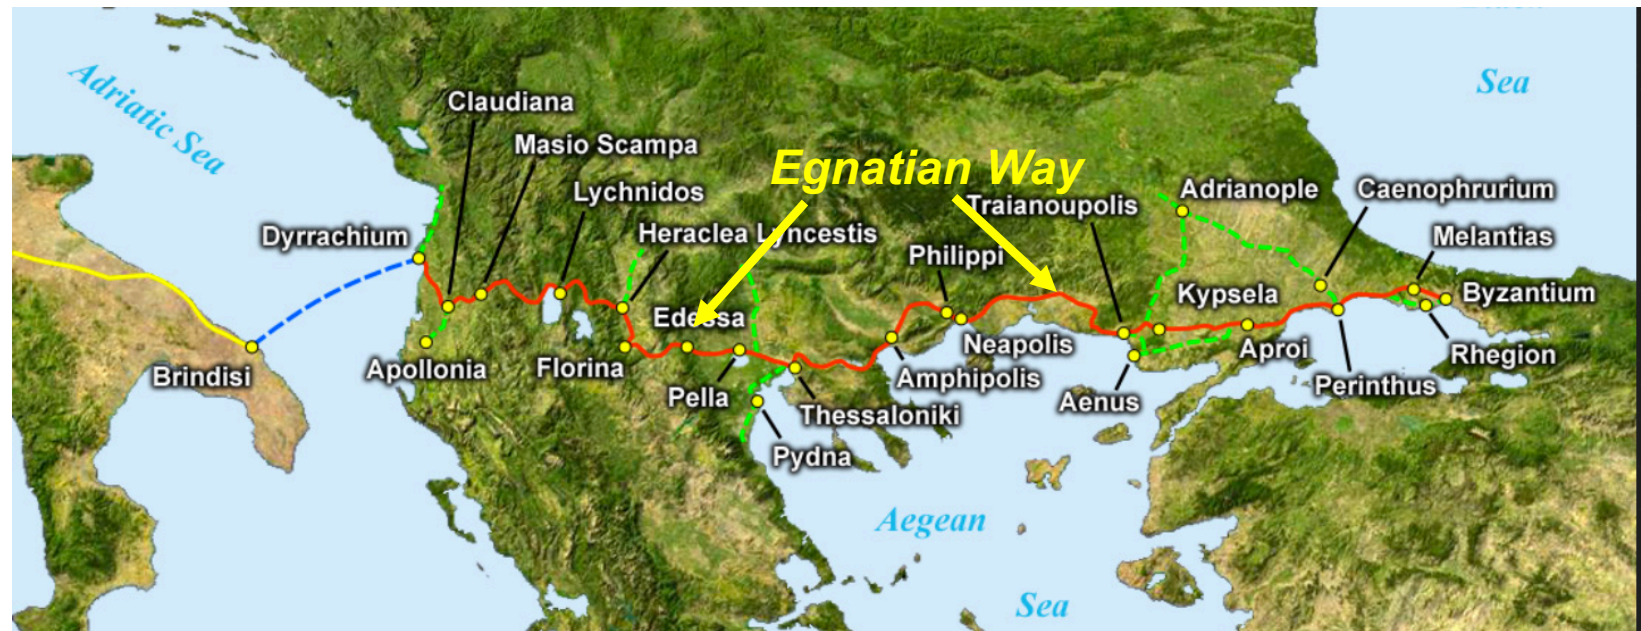 Sea
Adriatic Sea
Claudiana
Masio Scampa
Egnatian Way
Lychnidos
Traianoupolis
Adrianople
Caenophrurium
Dyrrachium
Heraclea Lyncestis
Melantias
Philippi
Kypsela
Byzantium
Edessa
Neapolis
Aproi
Rhegion
Brindisi
Apollonia
Florina
Amphipolis
Perinthus
Pella
Aenus
Thessaloniki
Pydna
Aegean
Sea